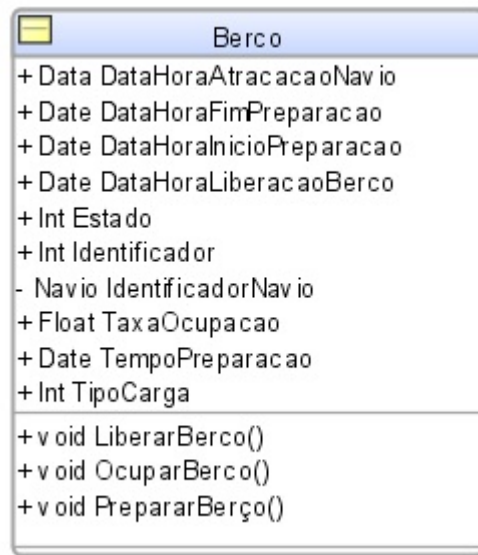 Berco
+ Data DataHoraAtracacaoNavio
+ Date DataHoraFimPreparacao
+ Date DataHoraInicioPreparacao
+ Date DataHoraLiberacaoBerco
+ Int Estado
+ Int Identificador
- Navio IdentificadorNavio
+ Float TaxaOcupacao
+ Date TempoPreparacao
+ Int TipoCarga
+ void LiberarBerco()
+ void OcuparBerco()
+ void PrepararBerço()